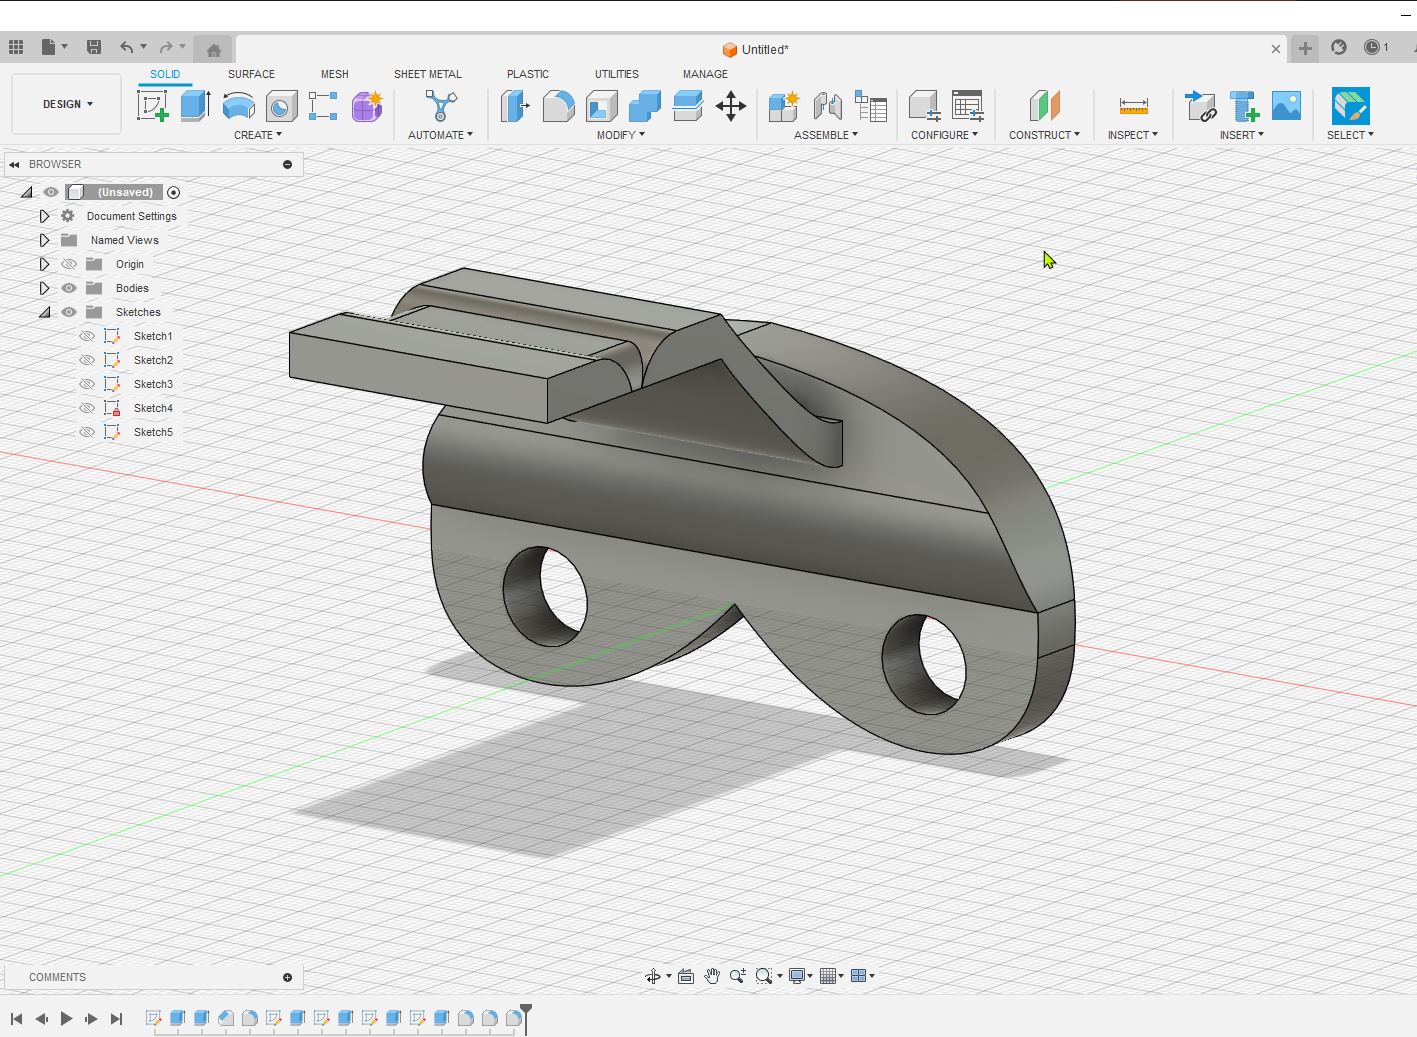 Untitled*
1
SOLID SURFACE MESH SHEET METAL PLASTIC UTILITIES MANAGE
DESIGN
CREATE AUTOMATE MODIFY ASSEMBLE CONFIGURE CONSTRUCT INSPECT INSERT SELECT
BROWSER
(Unsaved)
Document Settings
Named Views
Origin
Bodies
Sketches
Sketch1
Sketch2
Sketch3
Sketch4
Sketch5
COMMENTS